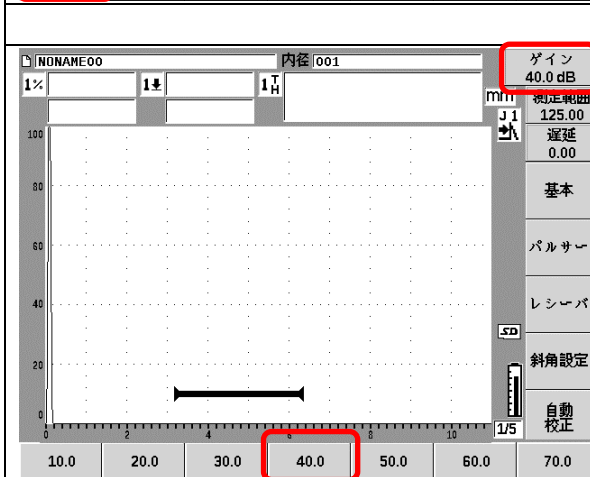 NONAME00 内径 001
ゲイン
40.0 dB
1% 1 1 T H
mm
測定範囲
125.00
J 1
遅延
0.00
基本
パルサー
レシーバ
斜角設定
自動
校正
100
80
60
40
20
0
SD
1/5
0 2 4 6 8 10
10.0 20.0 30.0 40.0 50.0 60.0 70.0